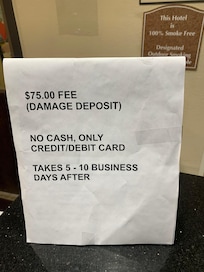 This Hotel
is
100% Smoke Free
Designated
Outdoor Smoking
$75.00 FEE
(DAMAGE DEPOSIT)
NO CASH, ONLY
CREDIT/DEBIT CARD
TAKES 5 - 10 BUSINESS
DAYS AFTER